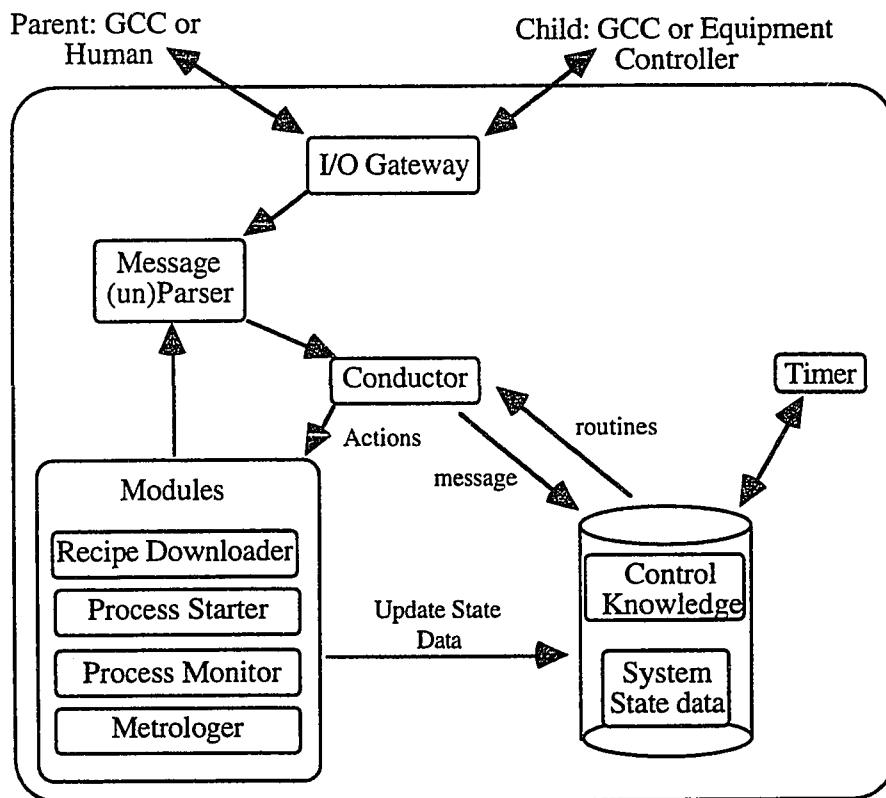 Parent: GCC or
Human
Child: GCC or Equipment
Controller
I/O Gateway
Message
(un)Parser
Conductor
Timer
Actions
routines
message
Modules
Recipe Downloader
Process Starter
Process Monitor
Metrologer
Update State
Data
Control
Knowledge
System
State data